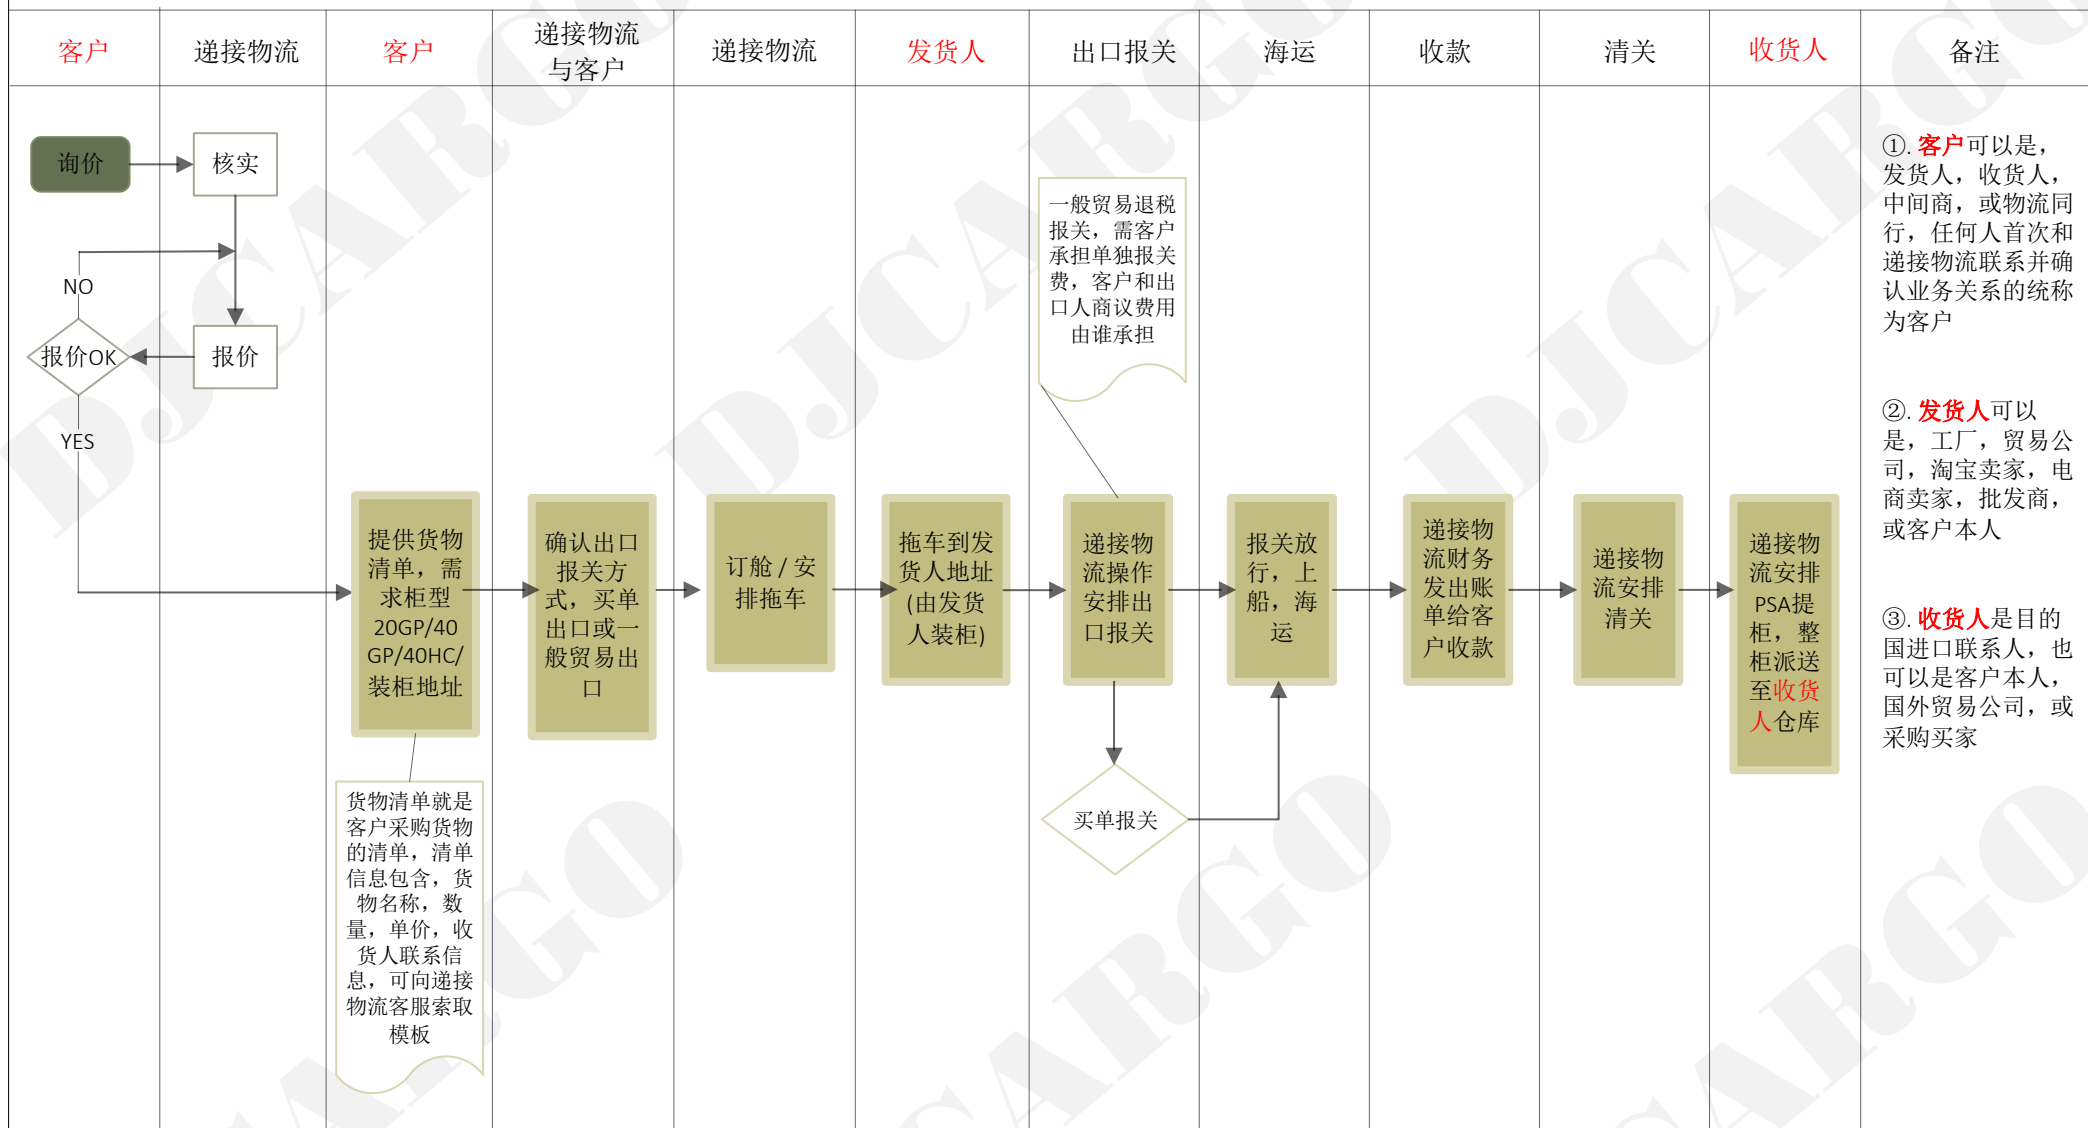 客户
递接物流
客户
递接物流
与客户
递接物流
发货人
出口报关
海运
收款
清关
收货人
备注
询价
核实
NO
报价OK
报价
YES
提供货物
清单，需
求柜型
20GP/40
GP/40HC/
装柜地址
货物清单就是
客户采购货物
的清单，清单
信息包含，货
物名称，数
量，单价，收
货人联系信
息，可向递接
物流客服索取
模板
确认出口
报关方
式，买单
出口或一
般贸易出
口
订舱 / 安
排拖车
拖车到发
货人地址
(由发货
人装柜)
一般贸易退税
报关，需客户
承担单独报关
费，客户和出
口人商议费用
由谁承担
递接物
流操作
安排出
口报关
买单报关
报关放
行，上
船，海
运
递接物
流财务
发出账
单给客
户收款
递接物
流安排
清关
递接物
流安排
PSA提
柜，整
柜派送
至收货
人仓库
①. 客户可以是，
发货人，收货人，
中间商，或物流同
行，任何人首次和
递接物流联系并确
认业务关系的统称
为客户
②. 发货人可以
是，工厂，贸易公
司，淘宝卖家，电
商卖家，批发商，
或客户本人
③. 收货人是目的
国进口联系人，也
可以是客户本人，
国外贸易公司，或
采购买家
DJCARGO
DJCARGO
DJCARGO
CARGO
CARGO
CARGO